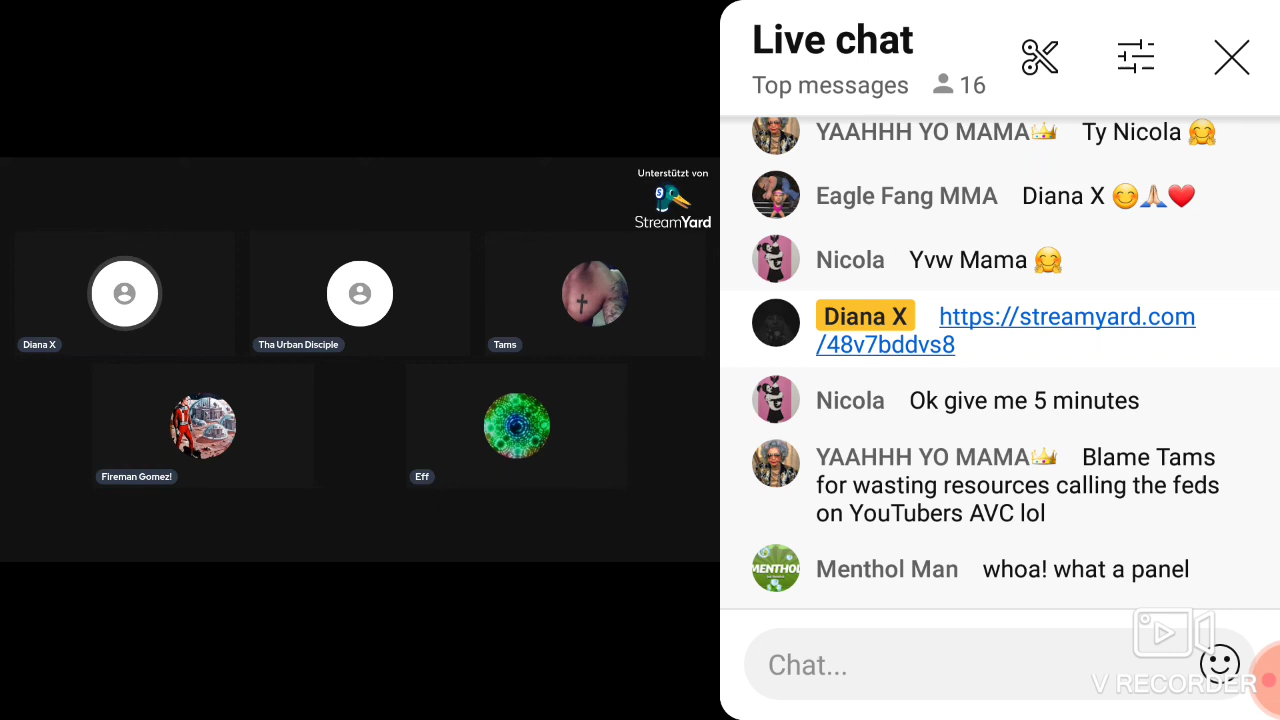 Unterstützt von
StreamYard
Diana X
Tha Urban Disciple
Tams
Fireman Gomez!
Eff
Live chat
Top messages 16
YAAHHH YO MAMA👑 Ty Nicola 🤗
Eagle Fang MMA Diana X 😊🙏🏻❤️
Nicola Yvw Mama 🤗
Diana X https://streamyard.com
/48v7bddvs8
Nicola Ok give me 5 minutes
YAAHHH YO MAMA👑 Blame Tams
for wasting resources calling the feds
on YouTubers AVC lol
MENTHOL
Menthol Man whoa! what a panel
Chat...
V RECORDER